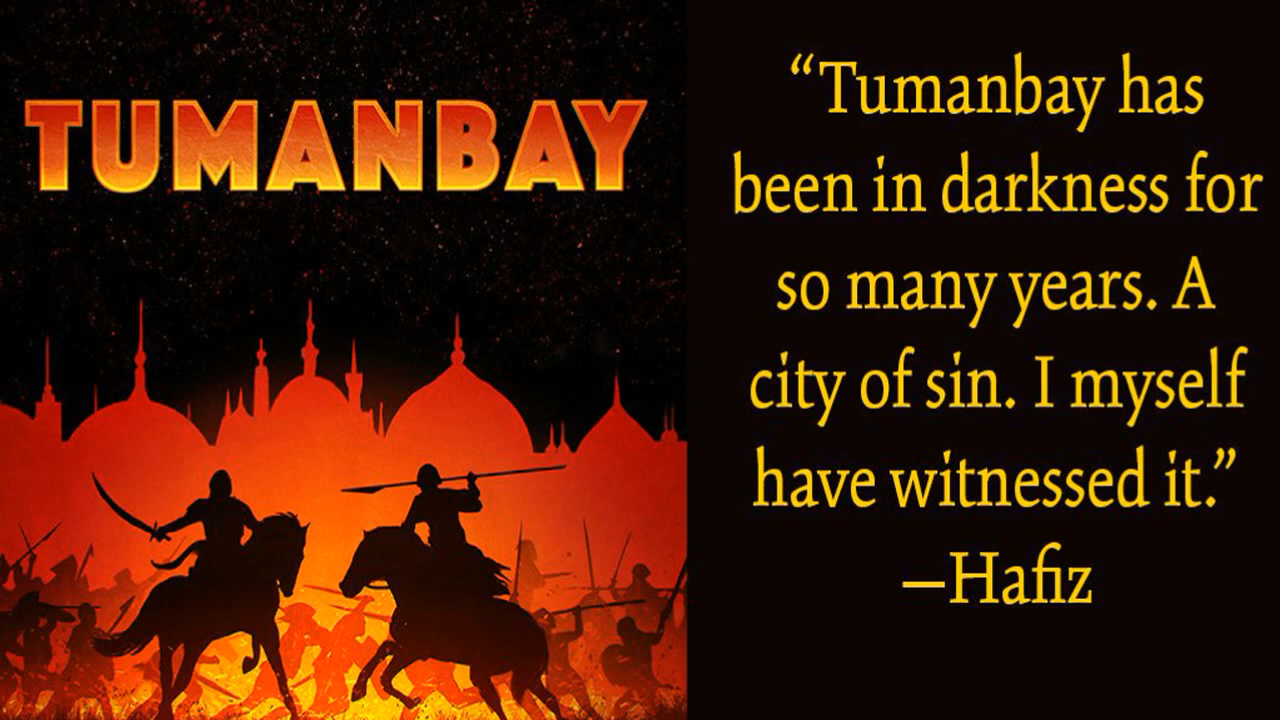 TUMANBAY
“Tumanbay has
been in darkness for
so many years. A
city of sin. I myself
have witnessed it.”
—Hafiz